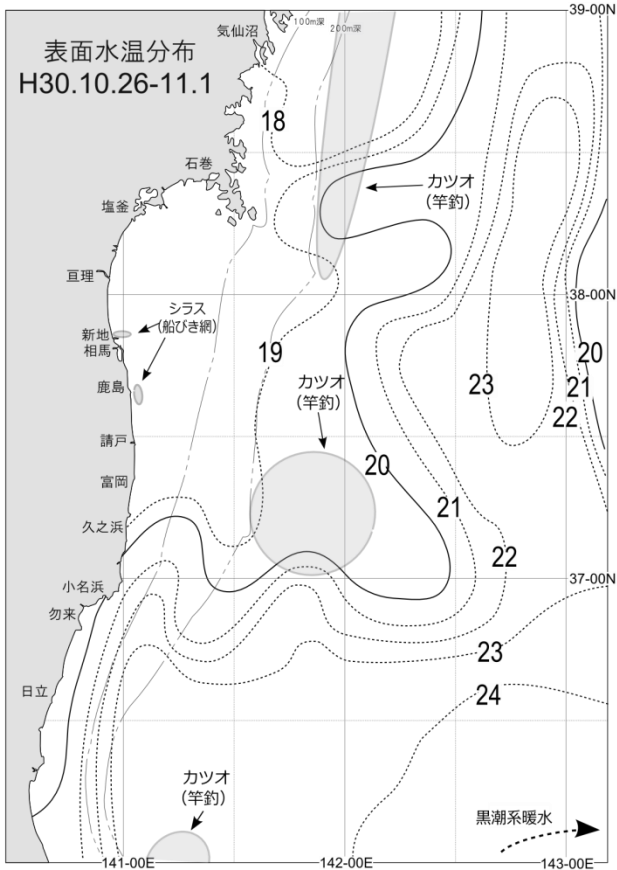 39-00N
気仙沼
100m深
200m深
表面水温分布
H30.10.26-11.1
18
石巻
カツオ
(竿釣)
塩釜
亘理
38-00N
シラス
(船びき網)
新地
相馬
19
20
カツオ
(竿釣)
鹿島
23
21
22
請戸
20
富岡
21
久之浜
22
37-00N
小名浜
勿来
23
日立
24
カツオ
(竿釣)
黒潮系暖水
141-00E
142-00E
143-00E